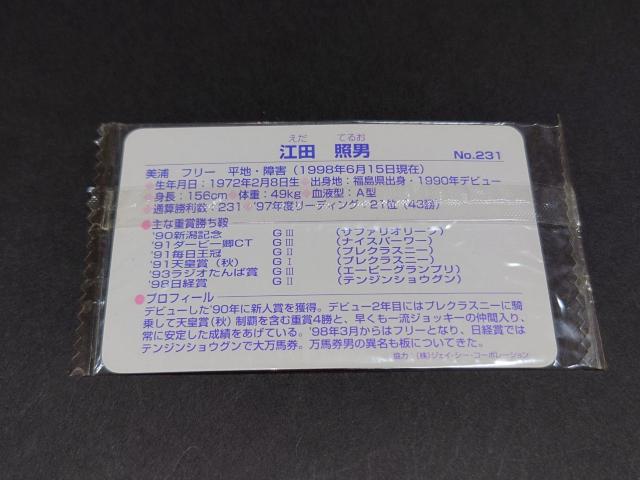 えだ てるお
江田 照男 No.231
美浦 フリー 平地・障害(1998年6月15日現在)
●生年月日:1972年2月8日生 ●出身地:福島県出身・1990年デビュー
●身長:156cm ●体重:49kg ●血液型:A型
●通算勝利数:231 ●'97年度リーディング・21位(43勝)
●主な重賞勝ち鞍
'90新潟記念 GⅢ (サファリオリーブ)
'91ダービー卿CT GⅢ (ナイスパーワー)
'91毎日王冠 GⅡ (プレクラスニー)
'91天皇賞(秋) GⅠ (プレクラスニー)
'93ラジオたんぱ賞 GⅢ (エーピーグランプリ)
'98日経賞 GⅡ (テンジンショウグン)
●プロフィール
デビューした'90年に新人賞を獲得。デビュー2年目にはプレクラスニーに騎
乗して天皇賞(秋)制覇を含む重賞4勝と、早くも一流ジョッキーの仲間入り。
常に安定した成績をあげている。'98年3月からはフリーとなり、日経賞では
テンジンショウグンで大万馬券。万馬券男の異名も板についてきた。
協力:(株)ジェイ・シー・コーポレーション